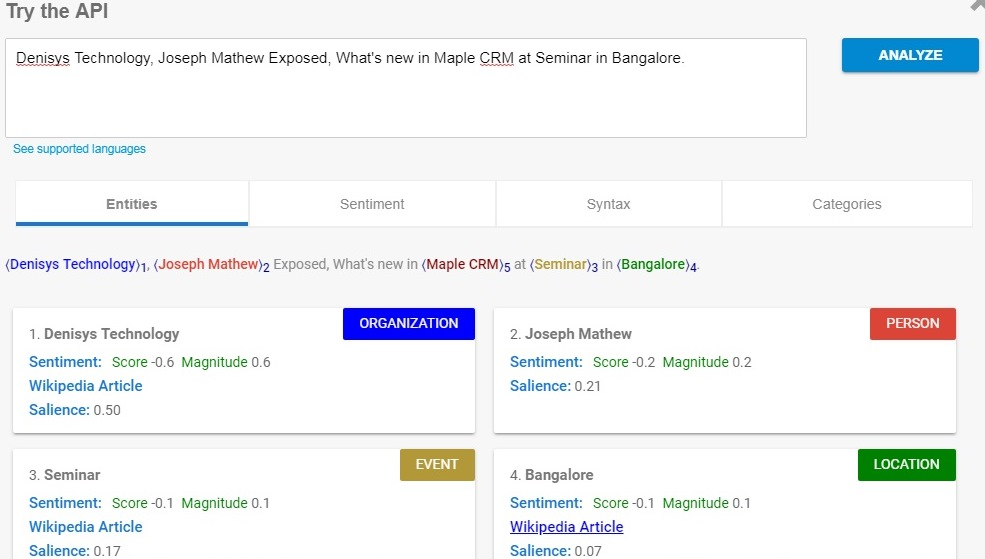 Try the API
Denisys Technology, Joseph Mathew Exposed, What's new in Maple CRM at Seminar in Bangalore.
ANALYZE
See supported languages
Entities
Sentiment
Syntax
Categories
⟨Denisys Technology⟩1, ⟨Joseph Mathew⟩2 Exposed, What's new in ⟨Maple CRM⟩5 at ⟨Seminar⟩3 in ⟨Bangalore⟩4.
ORGANIZATION
1. Denisys Technology
Sentiment: Score -0.6 Magnitude 0.6
Wikipedia Article
Salience: 0.50
PERSON
2. Joseph Mathew
Sentiment: Score -0.2 Magnitude 0.2
Salience: 0.21
EVENT
3. Seminar
Sentiment: Score -0.1 Magnitude 0.1
Wikipedia Article
Salience: 0.17
LOCATION
4. Bangalore
Sentiment: Score -0.1 Magnitude 0.1
Wikipedia Article
Salience: 0.07